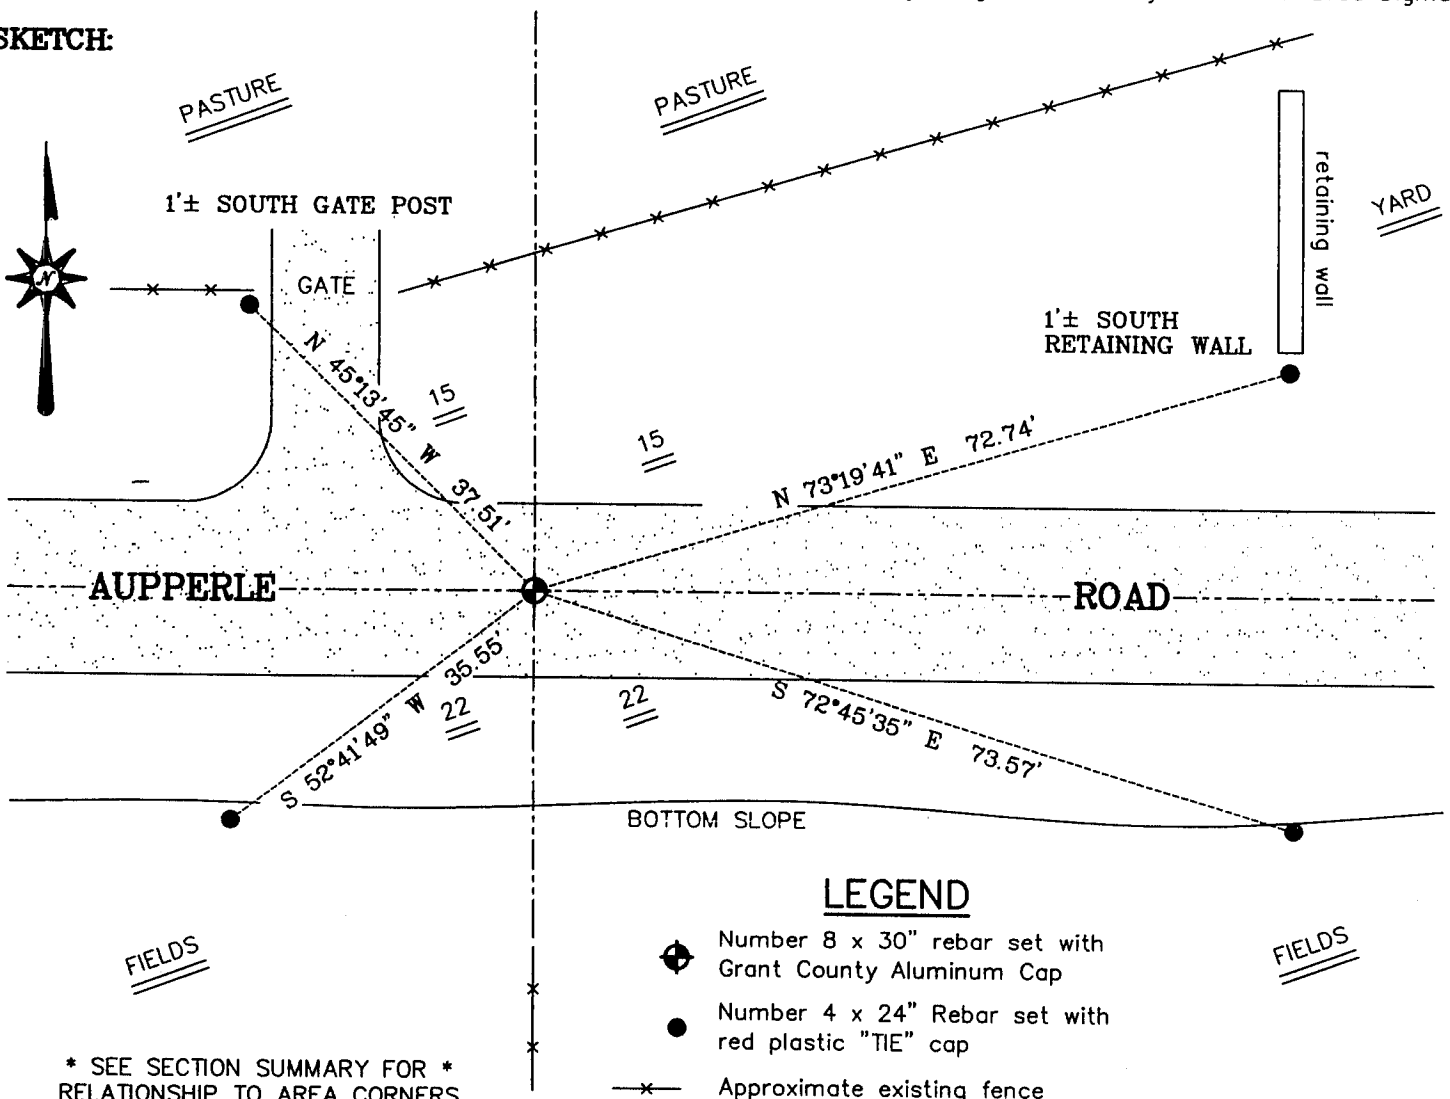 SKETCH:
PASTURE
PASTURE
1'± SOUTH GATE POST
GATE
N
YARD
retaining wall
1'± SOUTH
RETAINING WALL
15
15
N 45°13'45" W 37.51'
N 73°19'41" E 72.74'
AUPPERLE ROAD
S 52°41'49" W 35.55'
22
22
S 72°45'35" E 73.57'
BOTTOM SLOPE
FIELDS
FIELDS
LEGEND
Number 8 x 30" rebar set with
Grant County Aluminum Cap
Number 4 x 24" Rebar set with
red plastic "TIE" cap
Approximate existing fence
* SEE SECTION SUMMARY FOR *
RELATIONSHIP TO AREA CORNERS